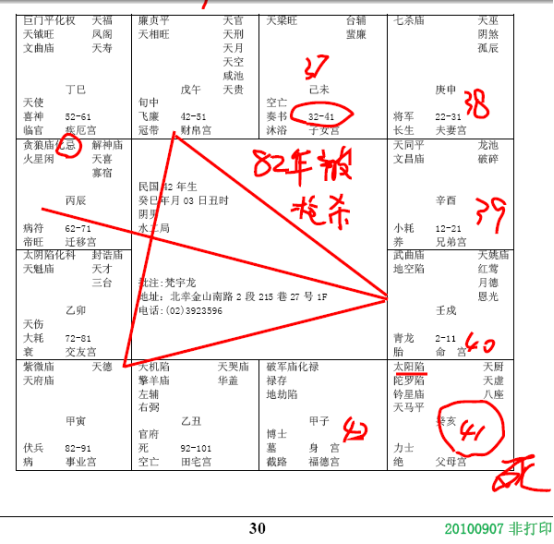 巨门平化权 天福
天钺旺 凤阁
文曲庙 天寿
丁巳
天使
喜神 52-61
临官 疾厄宫
廉贞平 天官
天相旺 天刑
天月
天空
咸池
戊午 天贵
旬中
飞廉 42-51
冠带 财帛宫
天梁旺 台辅
蜚廉
37
己未
空亡
奏书 32-41
沐浴 子女宫
七杀庙 天巫
阴煞
孤辰
庚申
38
将军 22-31
长生 夫妻宫
贪狼庙化忌 解神庙
火星闲 天喜
寡宿
丙辰
病符 62-71
帝旺 迁移宫
82年被
枪杀
民国42年生
癸巳年月03日丑时
阴男
水二局
批注:梵宇龙
地址: 北辛金山南路2段215巷27号1F
电话:(02)3923596
天同平 龙池
文昌庙 破碎
辛酉
39
小耗 12-21
养 兄弟宫
太阴陷化科 封诰庙
天魁庙 天才
三台
乙卯
天伤
大耗 72-81
衰 交友宫
武曲庙 天姚庙
地空陷 红鸾
月德
恩光
壬戌
青龙 2-11
胎 命 宫
40
紫微庙 天德
天府庙
甲寅
伏兵 82-91
病 事业宫
天机陷 天哭庙
擎羊庙 华盖
左辅
右弼
乙丑
官府
死 92-101
空亡 田宅宫
破军庙化禄
禄存
地劫陷
甲子
42
博士
墓 身 宫
截路 福德宫
太阳陷 天厨
陀罗陷 天虚
铃星庙 八座
天马平
癸亥
41
力士
绝 父母宫
死
30
20100907 非打印